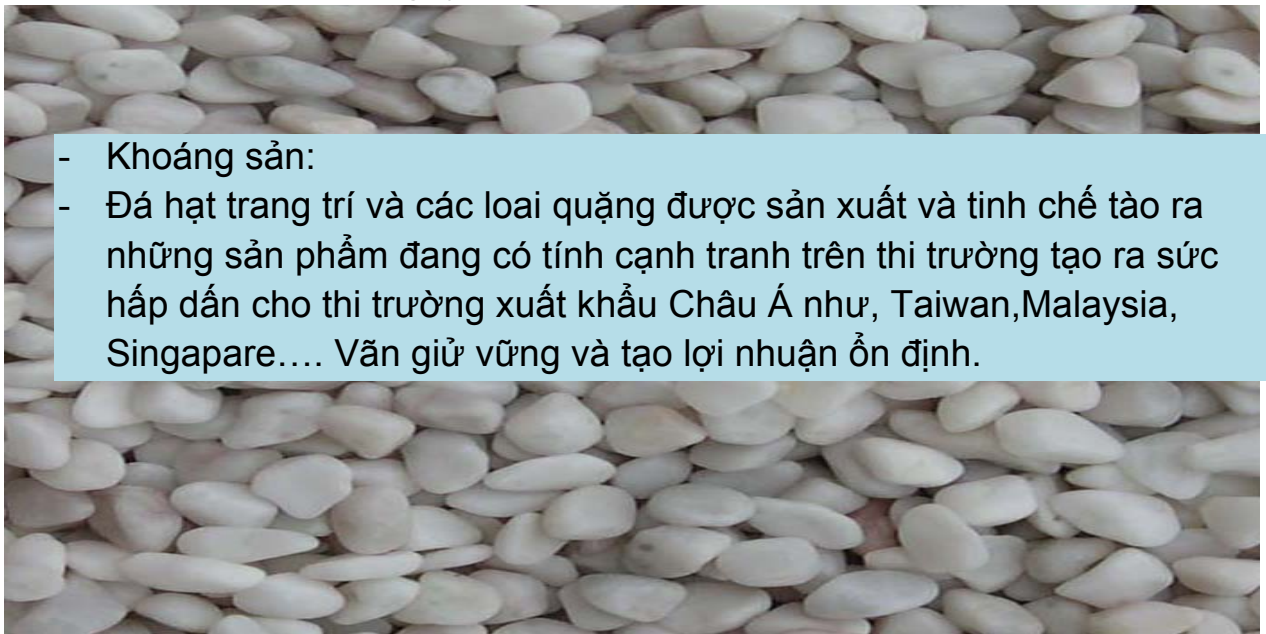 - Khoáng sản:
- Đá hạt trang trí và các loai quặng được sản xuất và tinh chế tào ra
những sản phẩm đang có tính cạnh tranh trên thi trường tạo ra sức
hấp dấn cho thi trường xuất khẩu Châu Á như, Taiwan,Malaysia,
Singapare…. Vãn giử vững và tạo lợi nhuận ổn định.